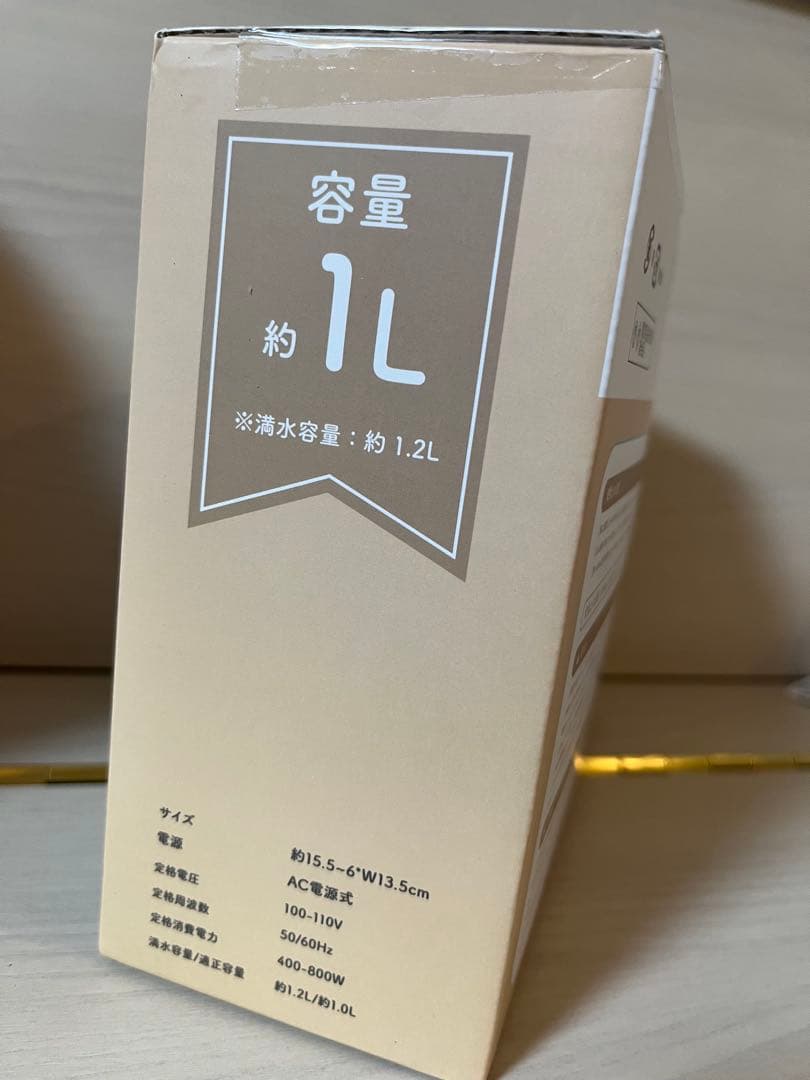 容量
約 1L
※満水容量：約 1.2L
サイズ 約15.5~6*W13.5cm
電源 AC電源式
定格電圧 100-110V
定格周波数 50/60Hz
定格消費電力 400-800W
満水容量/適正容量 約1.2L/約1.0L